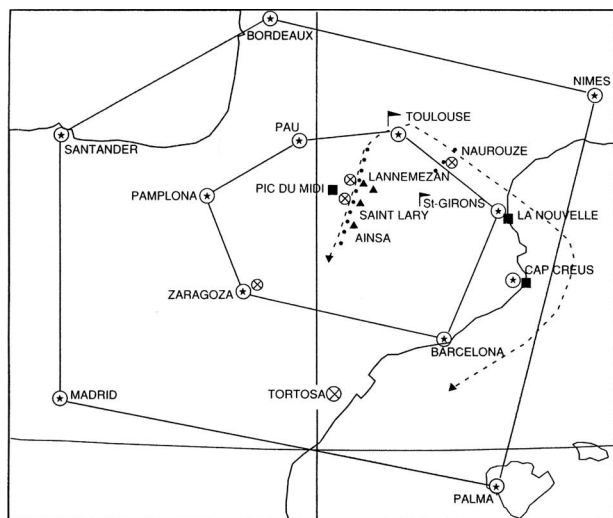 BORDEAUX
NIMES
TOULOUSE
PAU
SANTANDER
NAUROUZE
LANNEMEZAN
PIC DU MIDI
PAMPLONA
St-GIRONS
SAINT LARY
LA NOUVELLE
AINSA
CAP CREUS
ZARAGOZA
BARCELONA
MADRID
TORTOSA
PALMA